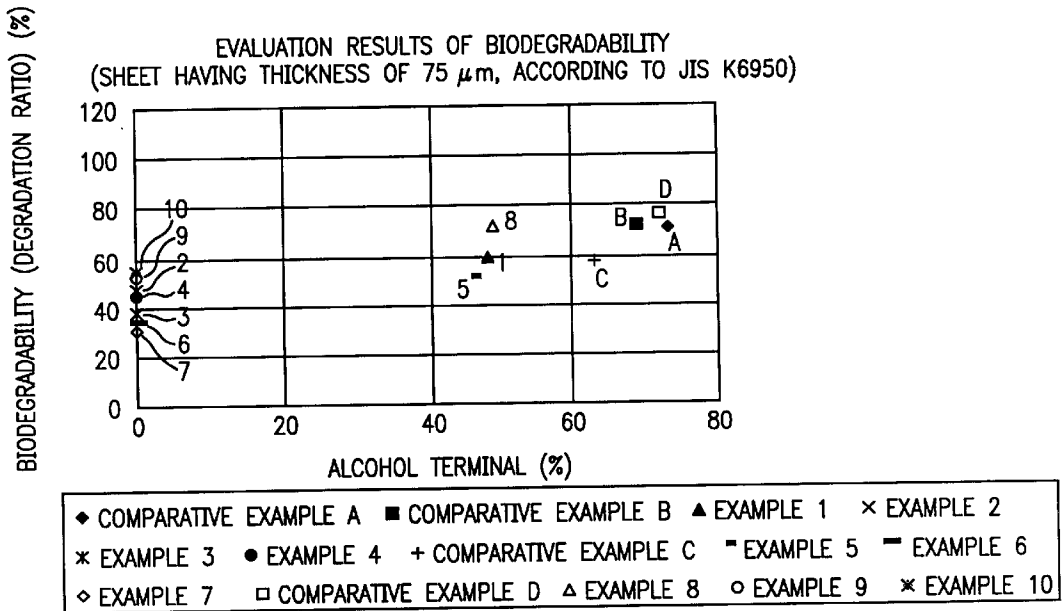 EVALUATION RESULTS OF BIODEGRADABILITY
(SHEET HAVING THICKNESS OF 75 μm, ACCORDING TO JIS K6950)
BIODEGRADABILITY (DEGRADATION RATIO) (%)
120
100
80
60
40
20
0
10
9
2
4
3
6
7
8
1
5
B
D
A
C
0 20 40 60 80
ALCOHOL TERMINAL (%)
◆ COMPARATIVE EXAMPLE A ■ COMPARATIVE EXAMPLE B ▲ EXAMPLE 1 × EXAMPLE 2
ж EXAMPLE 3 ● EXAMPLE 4 + COMPARATIVE EXAMPLE C - EXAMPLE 5 — EXAMPLE 6
◇ EXAMPLE 7 □ COMPARATIVE EXAMPLE D △ EXAMPLE 8 ○ EXAMPLE 9 ж EXAMPLE 10